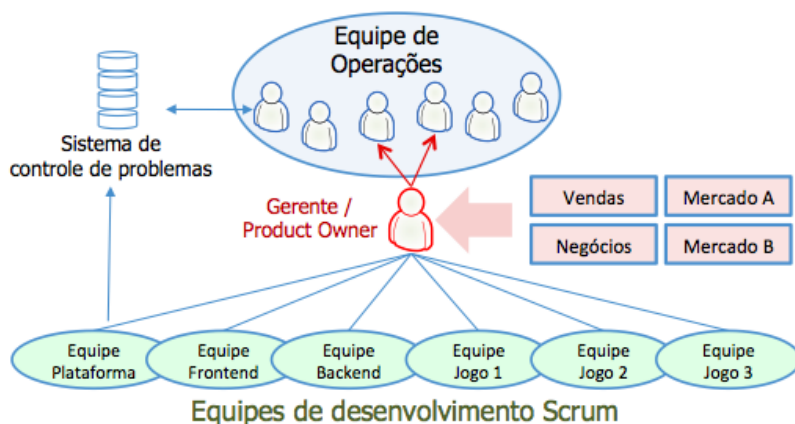 Equipe de
Operações
Sistema de
controle de problemas
Gerente /
Product Owner
Vendas
Mercado A
Negócios
Mercado B
Equipe
Plataforma
Equipe
Frontend
Equipe
Backend
Equipe
Jogo 1
Equipe
Jogo 2
Equipe
Jogo 3
Equipes de desenvolvimento Scrum